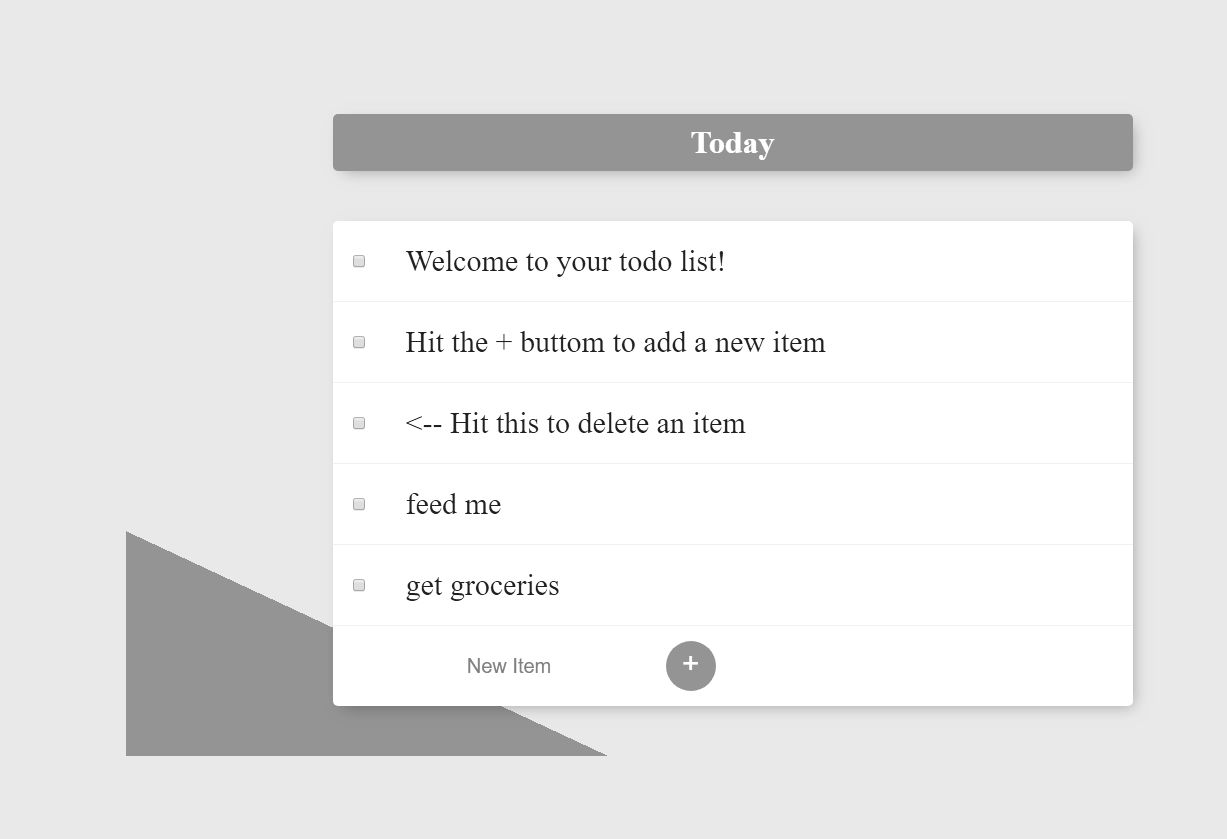 Today
Welcome to your todo list!
Hit the + buttom to add a new item
<-- Hit this to delete an item
feed me
get groceries
New Item +